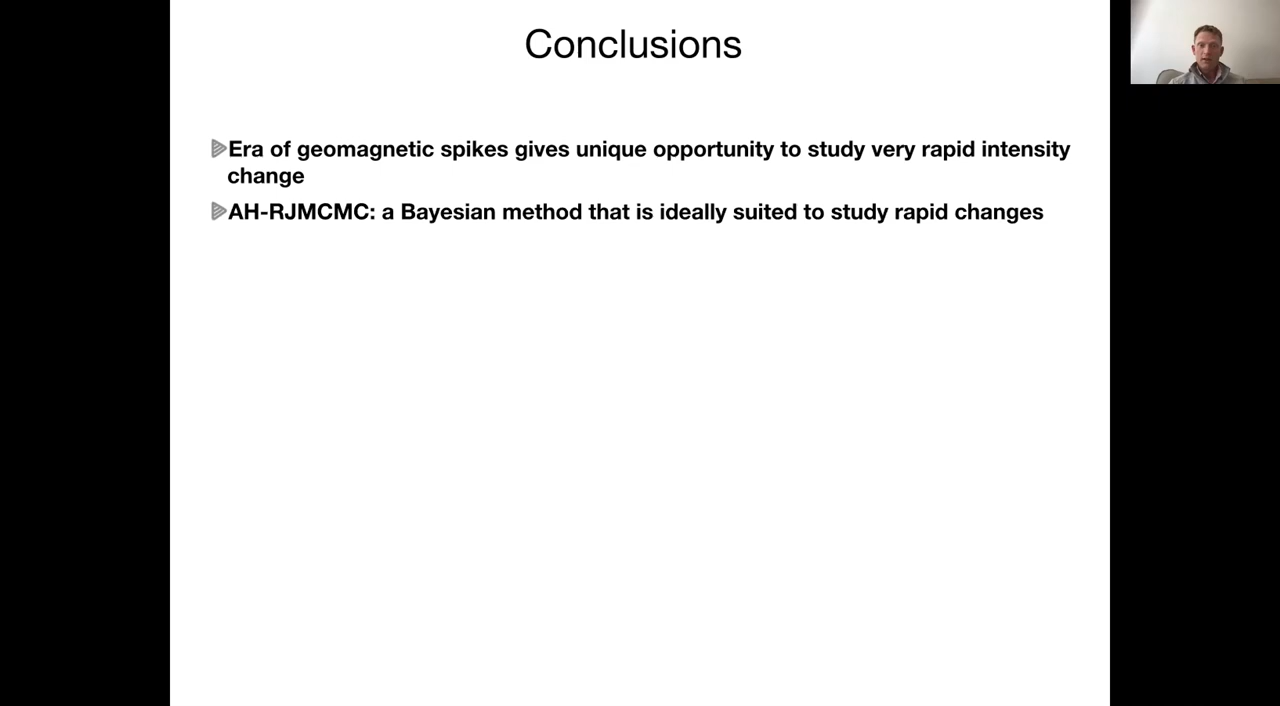 Conclusions
Era of geomagnetic spikes gives unique opportunity to study very rapid intensity
change
AH-RJMCMC: a Bayesian method that is ideally suited to study rapid changes